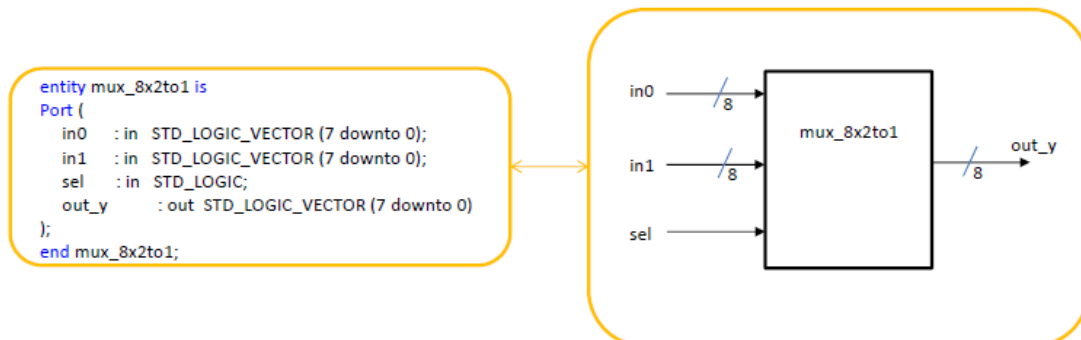 entity mux_8x2to1 is
Port (
in0 : in STD_LOGIC_VECTOR (7 downto 0);
in1 : in STD_LOGIC_VECTOR (7 downto 0);
sel : in STD_LOGIC;
out_y : out STD_LOGIC_VECTOR (7 downto 0)
);
end mux_8x2to1;
in0
8
mux_8x2to1
in1
8
out_y
8
sel